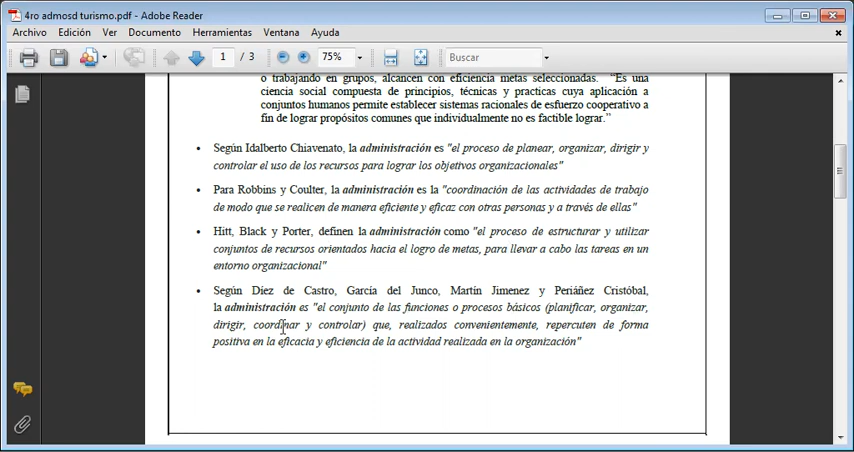 4ro admosd turismo.pdf - Adobe Reader
Archivo Edición Ver Documento Herramientas Ventana Ayuda
1 / 3 75% Buscar
o trabajando en grupos, alcancen con eficiencia metas seleccionadas. "Es una
ciencia social compuesta de principios, técnicas y practicas cuya aplicación a
conjuntos humanos permite establecer sistemas racionales de esfuerzo cooperativo a
fin de lograr propósitos comunes que individualmente no es factible lograr."
• Según Idalberto Chiavenato, la administración es "el proceso de planear, organizar, dirigir y
controlar el uso de los recursos para lograr los objetivos organizacionales"
• Para Robbins y Coulter, la administración es la "coordinación de las actividades de trabajo
de modo que se realicen de manera eficiente y eficaz con otras personas y a través de ellas"
• Hitt, Black y Porter, definen la administración como "el proceso de estructurar y utilizar
conjuntos de recursos orientados hacia el logro de metas, para llevar a cabo las tareas en un
entorno organizacional"
• Según Díez de Castro, García del Junco, Martín Jimenez y Periáñez Cristóbal,
la administración es "el conjunto de las funciones o procesos básicos (planificar, organizar,
dirigir, coordinar y controlar) que, realizados convenientemente, repercuten de forma
positiva en la eficacia y eficiencia de la actividad realizada en la organización"